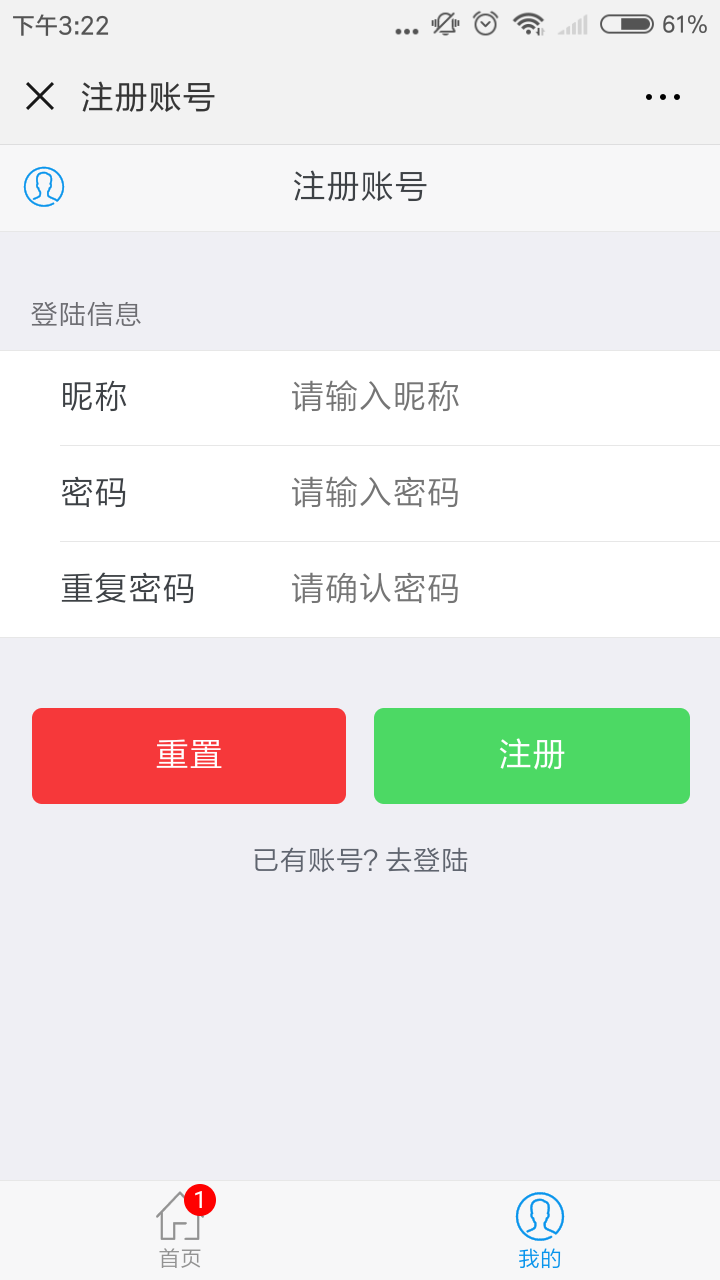 下午3:22 61%
注册账号
注册账号
登陆信息
昵称 请输入昵称
密码 请输入密码
重复密码 请确认密码
重置 注册
已有账号? 去登陆
1
首页 我的